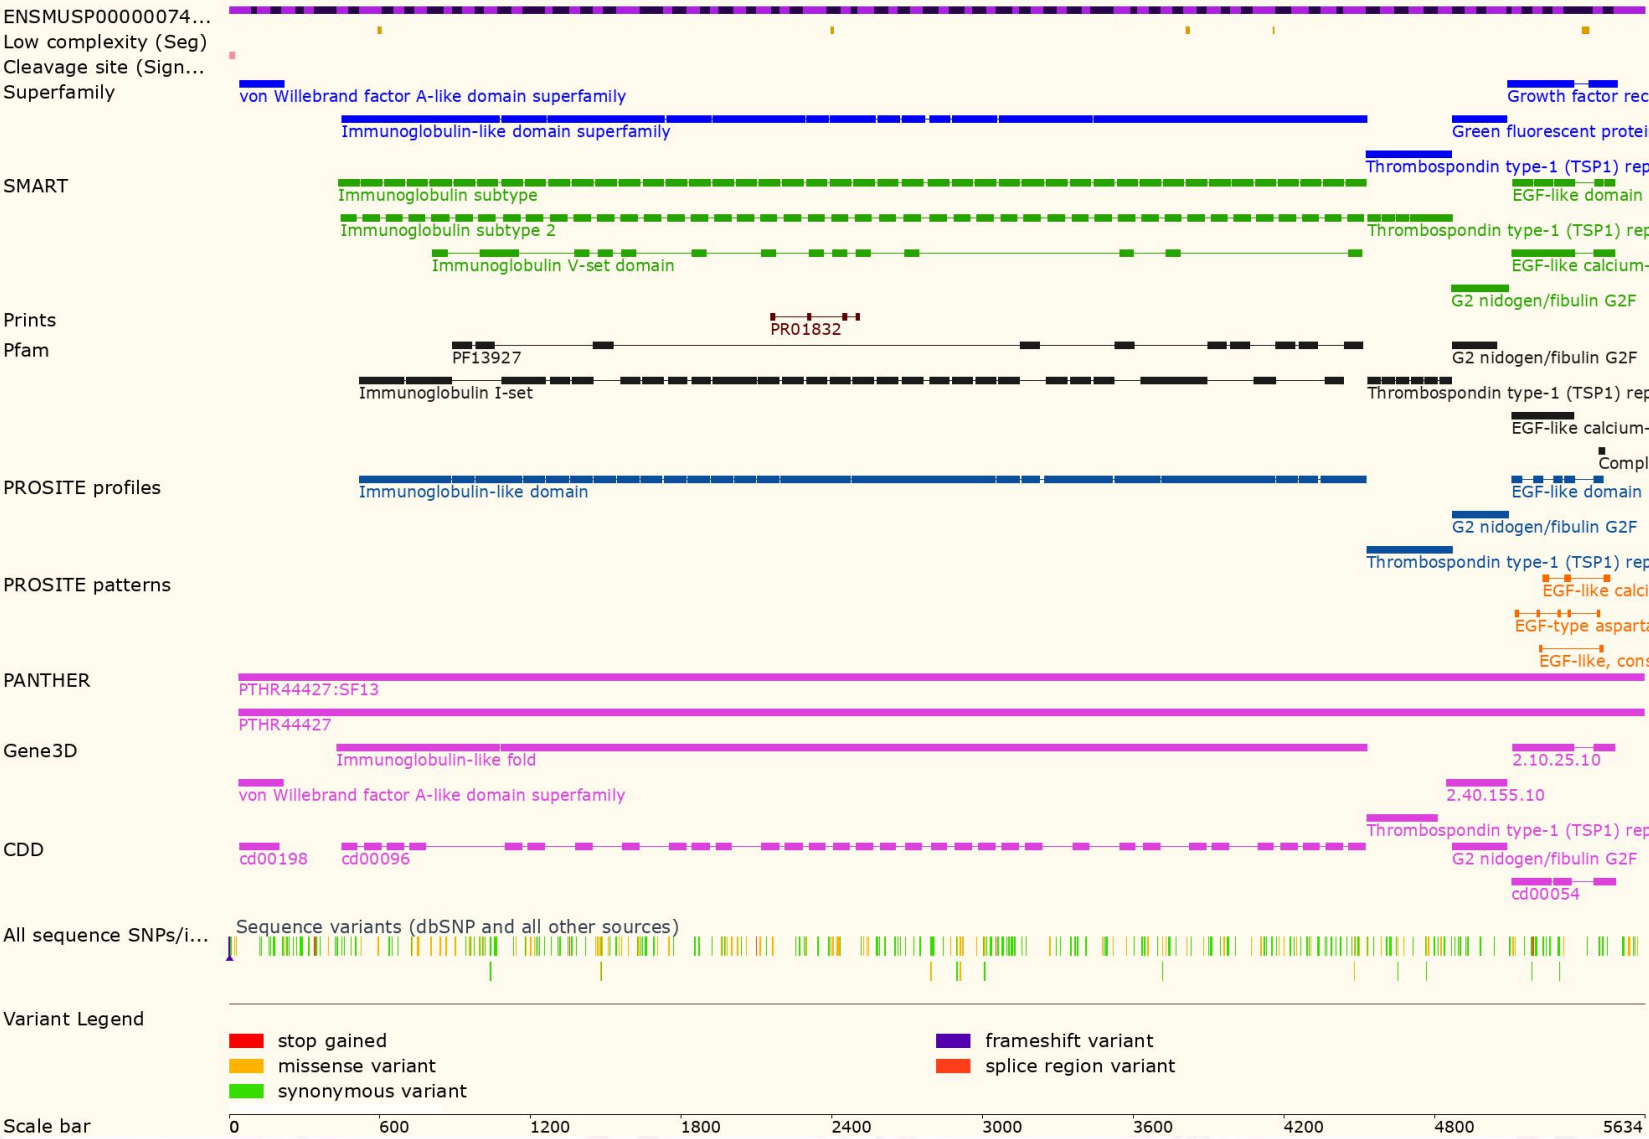 ENSMUSP00000074...
Low complexity (Seg)
Cleavage site (Sign...
Superfamily
von Willebrand factor A-like domain superfamily
Growth factor rec
Immunoglobulin-like domain superfamily
Green fluorescent protei
Thrombospondin type-1 (TSP1) rep
SMART
Immunoglobulin subtype
EGF-like domain
Immunoglobulin subtype 2
Thrombospondin type-1 (TSP1) rep
Immunoglobulin V-set domain
EGF-like calcium-
G2 nidogen/fibulin G2F
Prints
PR01832
Pfam
PF13927
G2 nidogen/fibulin G2F
Immunoglobulin I-set
Thrombospondin type-1 (TSP1) rep
EGF-like calcium-
Compl
PROSITE profiles
Immunoglobulin-like domain
EGF-like domain
G2 nidogen/fibulin G2F
Thrombospondin type-1 (TSP1) rep
PROSITE patterns
EGF-like calci
EGF-type asparta
EGF-like, cons
PANTHER
PTHR44427:SF13
PTHR44427
Gene3D
Immunoglobulin-like fold
2.10.25.10
von Willebrand factor A-like domain superfamily
2.40.155.10
Thrombospondin type-1 (TSP1) rep
CDD
cd00198
cd00096
G2 nidogen/fibulin G2F
cd00054
Sequence variants (dbSNP and all other sources)
All sequence SNPs/i...
Variant Legend
stop gained
frameshift variant
missense variant
splice region variant
synonymous variant
Scale bar
0 600 1200 1800 2400 3000 3600 4200 4800 5634